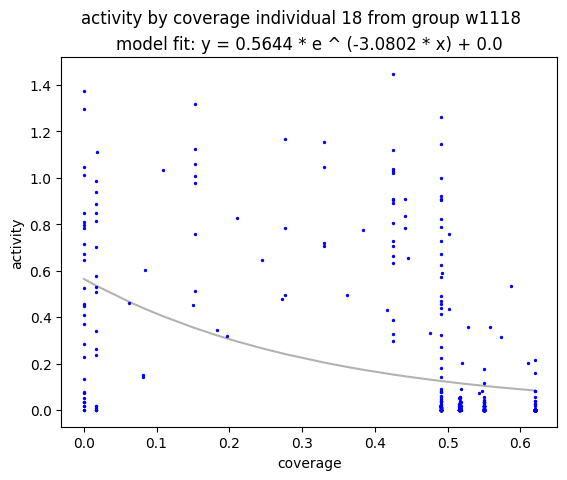 activity by coverage individual 18 from group w1118
model fit: y = 0.5644 * e ^ (-3.0802 * x) + 0.0
1.4
1.2
1.0
0.8
0.6
0.4
0.2
0.0
activity
0.0 0.1 0.2 0.3 0.4 0.5 0.6
coverage